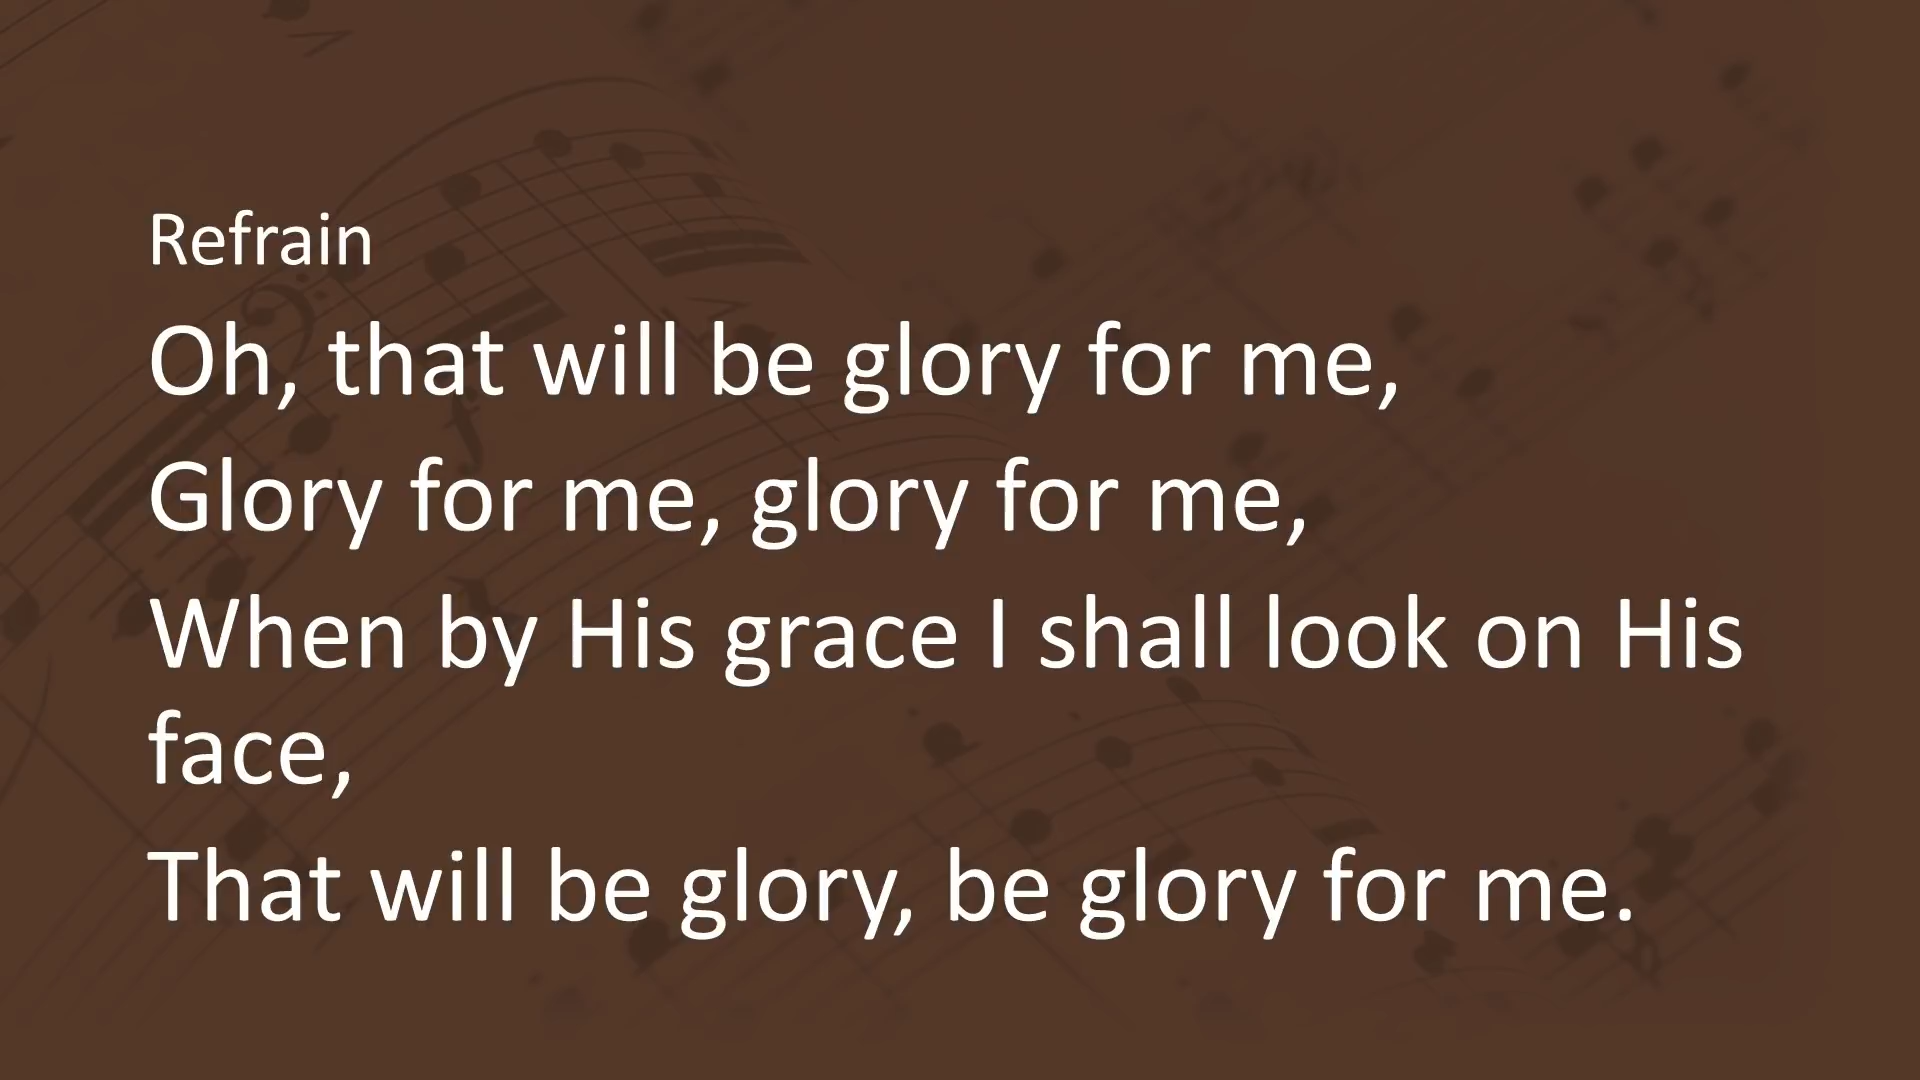 Refrain
Oh, that will be glory for me,
Glory for me, glory for me,
When by His grace I shall look on His
face,
That will be glory, be glory for me.